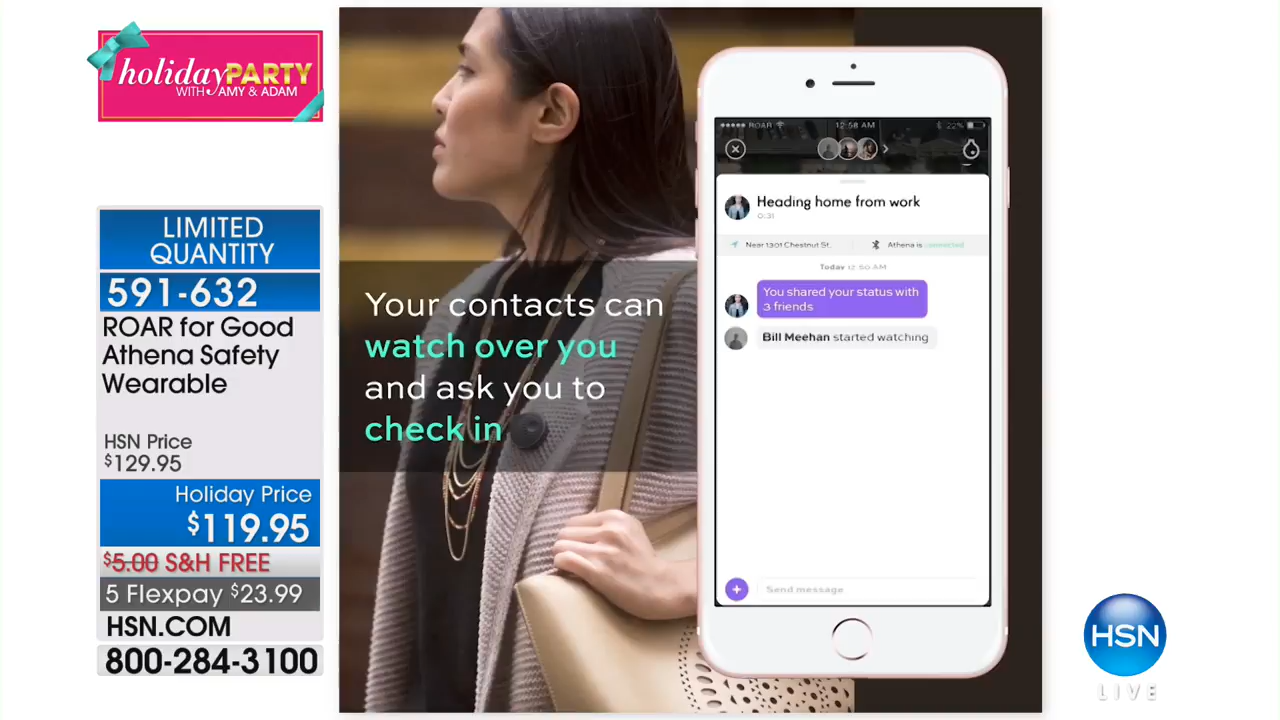 holidayPARTY
WITH AMY & ADAM
LIMITED
QUANTITY
591-632
ROAR for Good
Athena Safety
Wearable
HSN Price
$129.95
Holiday Price
$119.95
$5.00 S&H FREE
5 Flexpay $23.99
HSN.COM
800-284-3100
Your contacts can
watch over you
and ask you to
check in
ROAR 12:58 AM 22%
Heading home from work
0:31
Near 1301 Chestnut St. Athena is connected
Today 12:50 AM
You shared your status with
3 friends
Bill Meehan started watching
Send message
HSN
LIVE